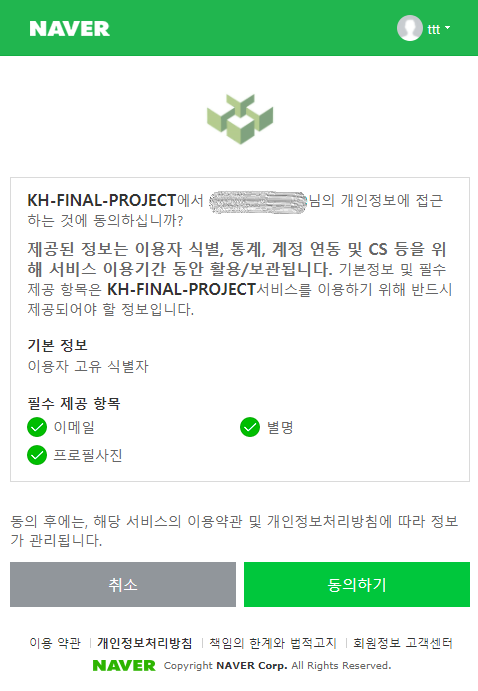 NAVER
ttt
KH-FINAL-PROJECT에서 님의 개인정보에 접근
하는 것에 동의하십니까?
제공된 정보는 이용자 식별, 통계, 계정 연동 및 CS 등을 위
해 서비스 이용기간 동안 활용/보관됩니다. 기본정보 및 필수
제공 항목은 KH-FINAL-PROJECT서비스를 이용하기 위해 반드시
제공되어야 할 정보입니다.
기본 정보
이용자 고유 식별자
필수 제공 항목
이메일 별명
프로필사진
동의 후에는, 해당 서비스의 이용약관 및 개인정보처리방침에 따라 정보
가 관리됩니다.
취소 동의하기
이용 약관 개인정보처리방침 책임의 한계와 법적고지 회원정보 고객센터
NAVER Copyright NAVER Corp. All Rights Reserved.